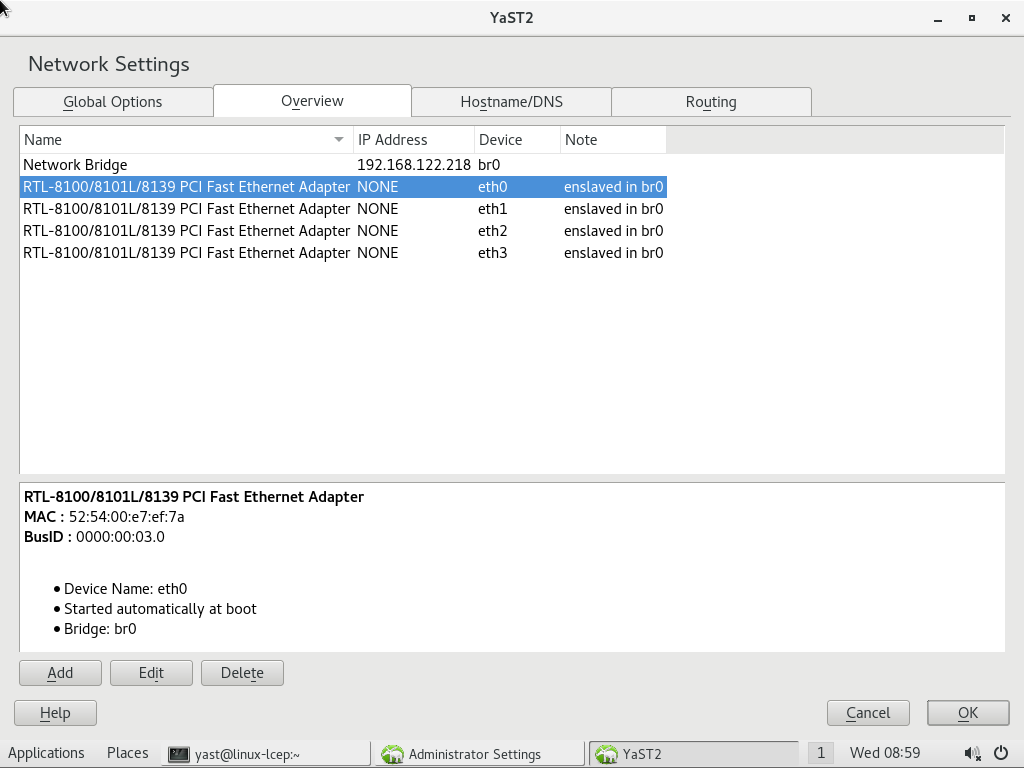 YaST2
Network Settings
Global Options Overview Hostname/DNS Routing
Name IP Address Device Note
Network Bridge 192.168.122.218 br0
RTL-8100/8101L/8139 PCI Fast Ethernet Adapter NONE eth0 enslaved in br0
RTL-8100/8101L/8139 PCI Fast Ethernet Adapter NONE eth1 enslaved in br0
RTL-8100/8101L/8139 PCI Fast Ethernet Adapter NONE eth2 enslaved in br0
RTL-8100/8101L/8139 PCI Fast Ethernet Adapter NONE eth3 enslaved in br0
RTL-8100/8101L/8139 PCI Fast Ethernet Adapter
MAC : 52:54:00:e7:ef:7a
BusID : 0000:00:03.0
• Device Name: eth0
• Started automatically at boot
• Bridge: br0
Add Edit Delete
Help Cancel OK
Applications Places yast@linux-lcep:~ Administrator Settings YaST2 1 Wed 08:59